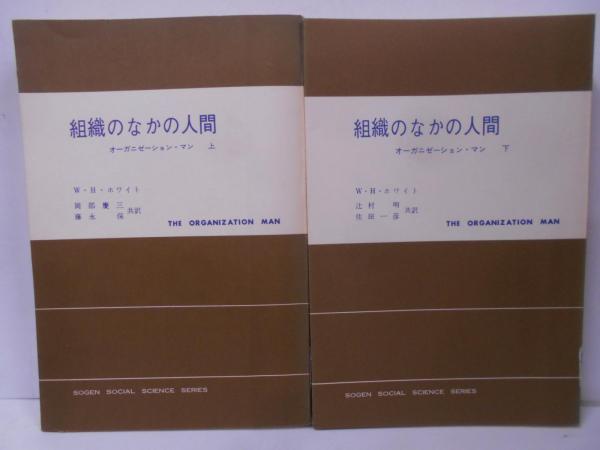 組織のなかの人間
オーガニゼーション・マン 上
W・H・ホワイト
岡部慶三
藤永保
共訳
THE ORGANIZATION MAN
SOGEN SOCIAL SCIENCE SERIES
組織のなかの人間
オーガニゼーション・マン 下
W・H・ホワイト
辻村明
佐田一彦
共訳
THE ORGANIZATION MAN
SOGEN SOCIAL SCIENCE SERIES